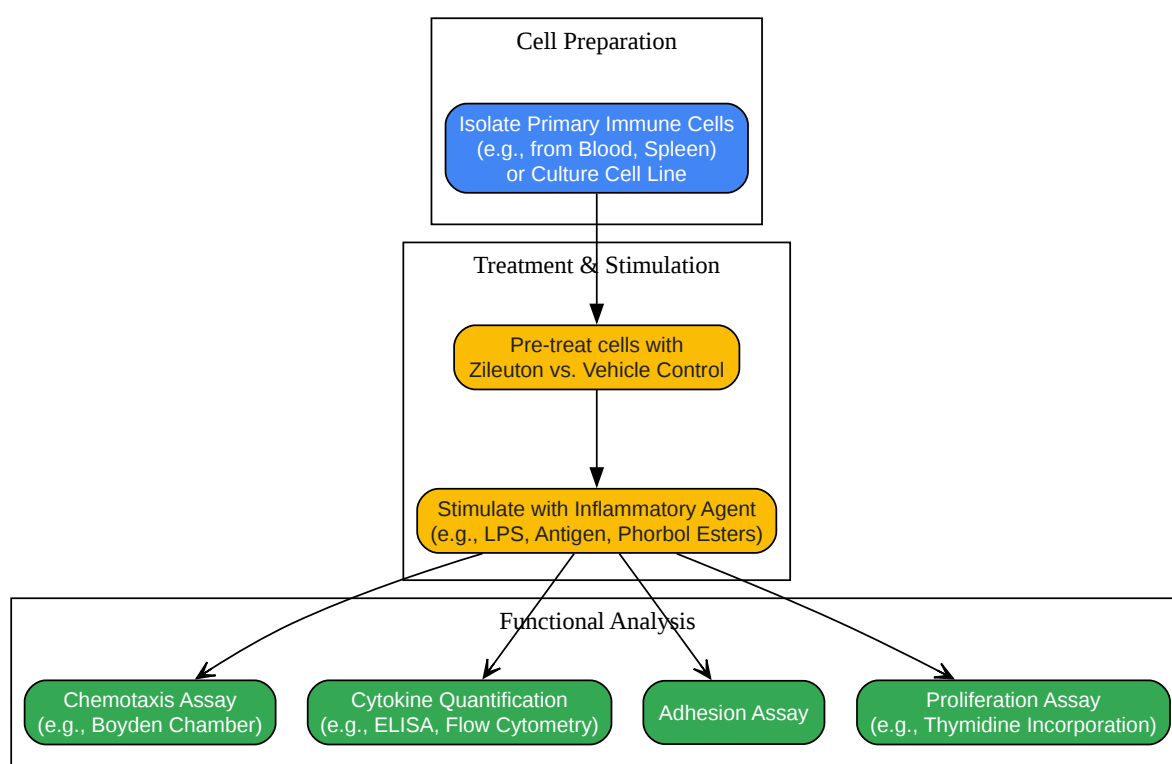 Cell Preparation
Isolate Primary Immune Cells
(e.g., from Blood, Spleen)
or Culture Cell Line
Treatment & Stimulation
Pre-treat cells with
Zileuton vs. Vehicle Control
Stimulate with Inflammatory Agent
(e.g., LPS, Antigen, Phorbol Esters)
Functional Analysis
Chemotaxis Assay
(e.g., Boyden Chamber)
Cytokine Quantification
(e.g., ELISA, Flow Cytometry)
Adhesion Assay
Proliferation Assay
(e.g., Thymidine Incorporation)